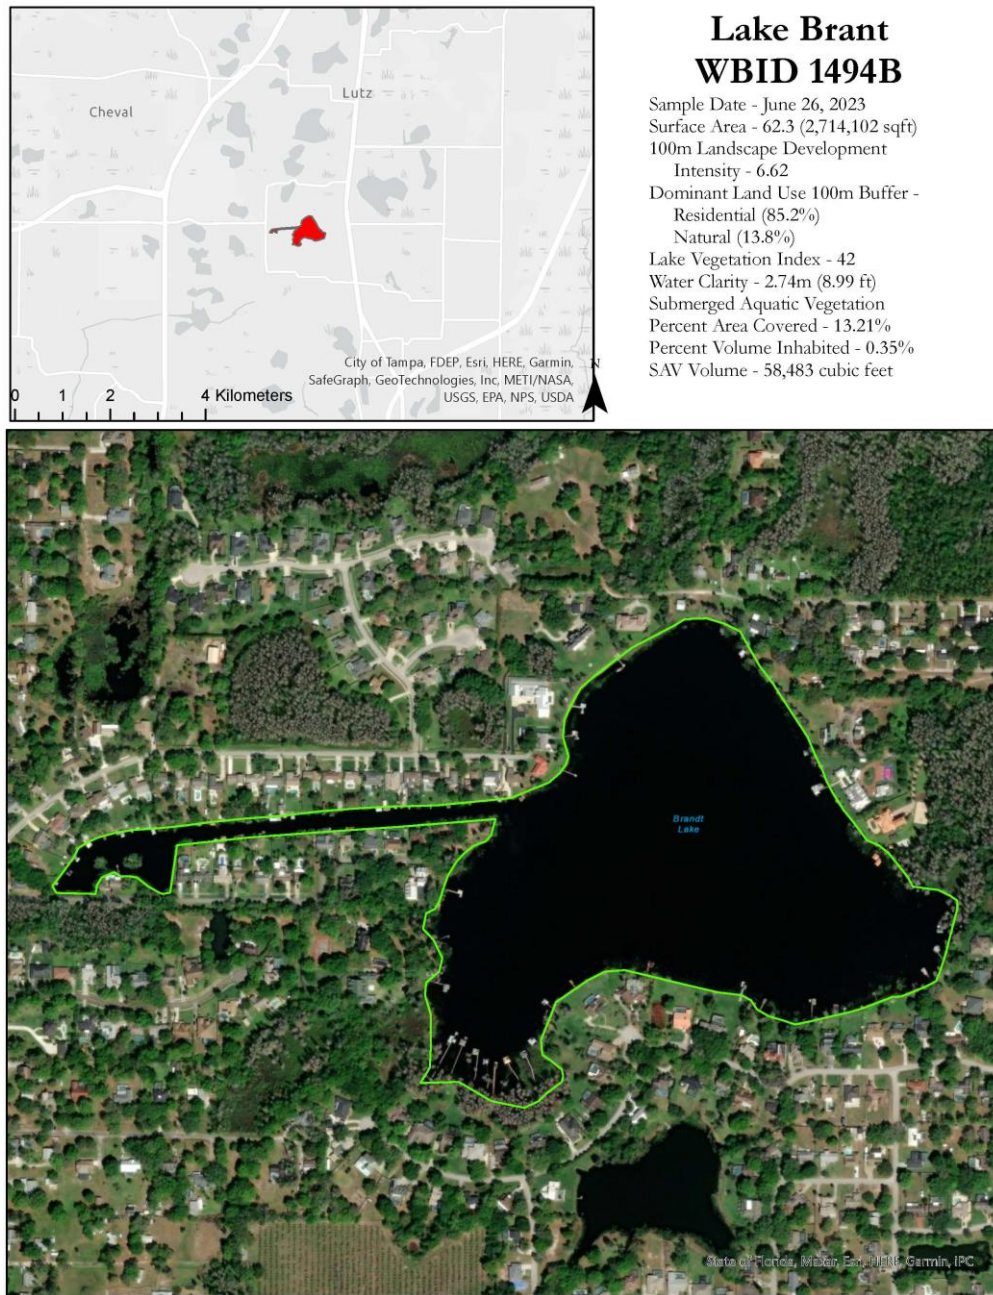 Lake Brant
WBID 1494B
Sample Date - June 26, 2023
Surface Area - 62.3 (2,714,102 sqft)
100m Landscape Development
Intensity - 6.62
Dominant Land Use 100m Buffer -
Residential (85.2%)
Natural (13.8%)
Lake Vegetation Index - 42
Water Clarity - 2.74m (8.99 ft)
Submerged Aquatic Vegetation
Percent Area Covered - 13.21%
Percent Volume Inhabited - 0.35%
SAV Volume - 58,483 cubic feet
Lutz
Cheval
City of Tampa, FDEP, Esri, HERE, Garmin,
SafeGraph, GeoTechnologies, Inc, METI/NASA,
USGS, EPA, NPS, USDA
N
0 1 2 4 Kilometers
Brandt
Lake
State of Florida, Maxar, Esri, HERE, Garmin, iPC